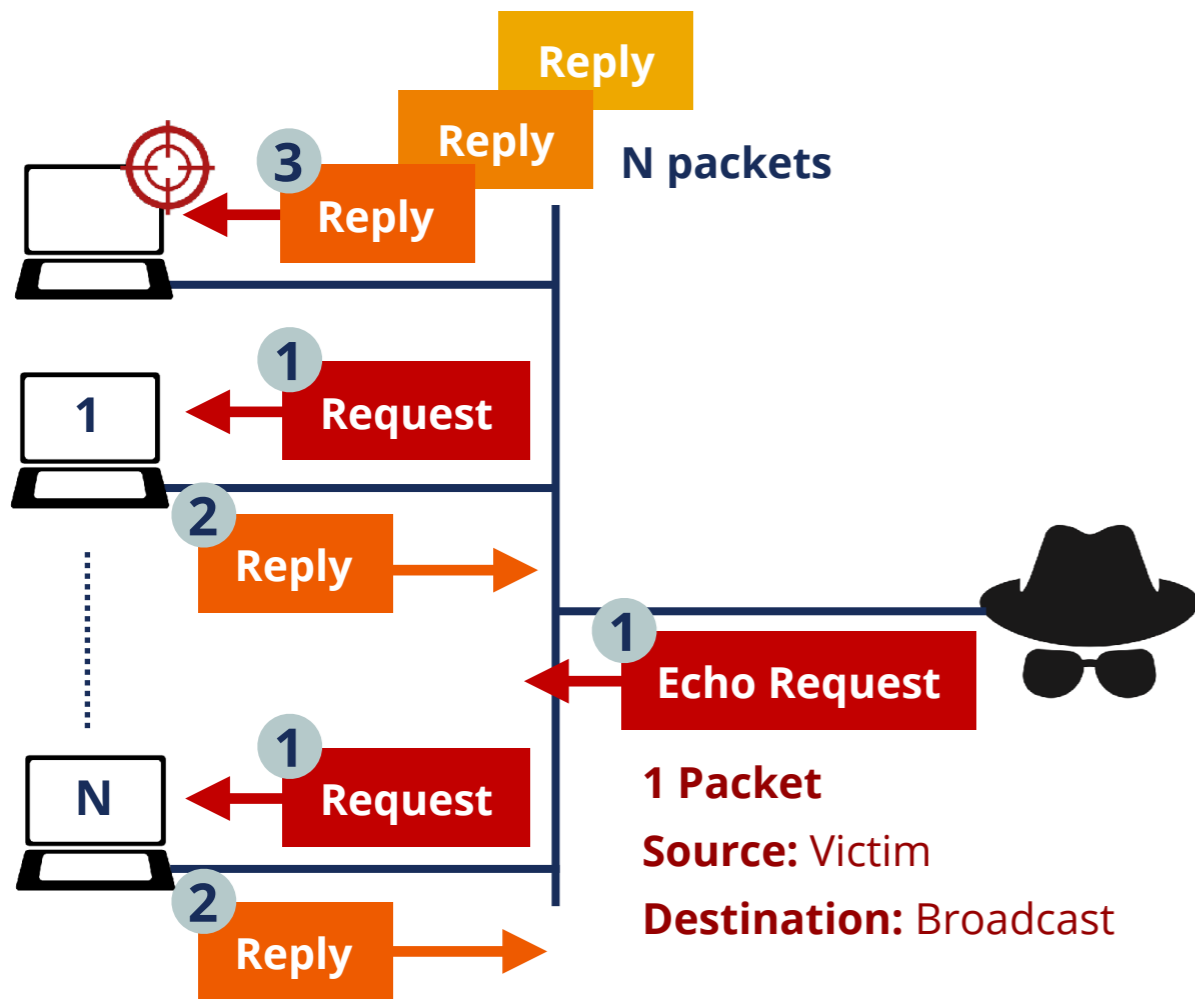 Reply
Reply
N packets
3
Reply
1
Request
1
2
Reply
1
Echo Request
1
Request
N
1 Packet
Source: Victim
2
Destination: Broadcast
Reply